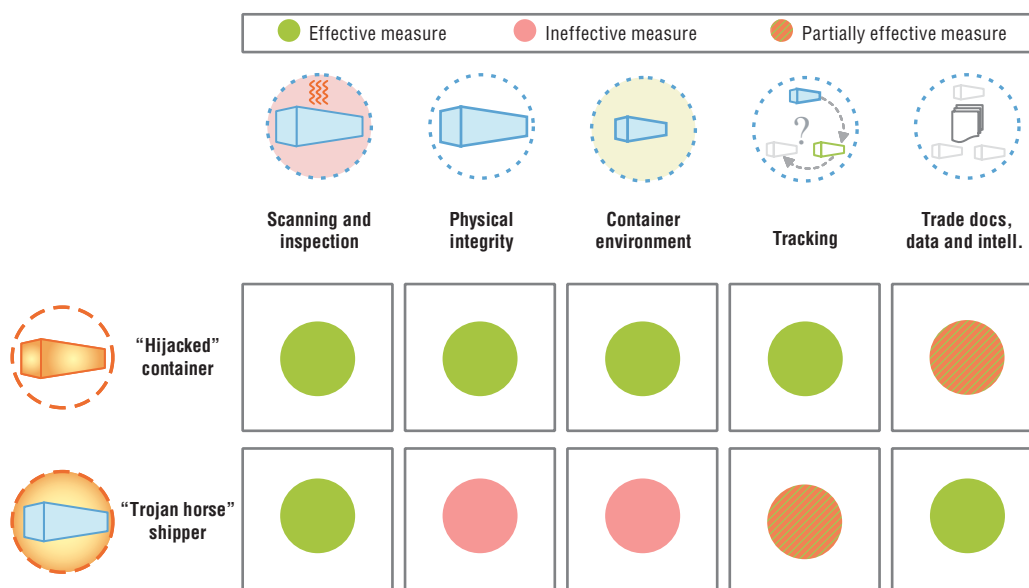 Effective measure
Ineffective measure
Partially effective measure
?
Scanning and
inspection
Physical
integrity
Container
environment
Tracking
Trade docs,
data and intell.
“Hijacked”
container
“Trojan horse”
shipper